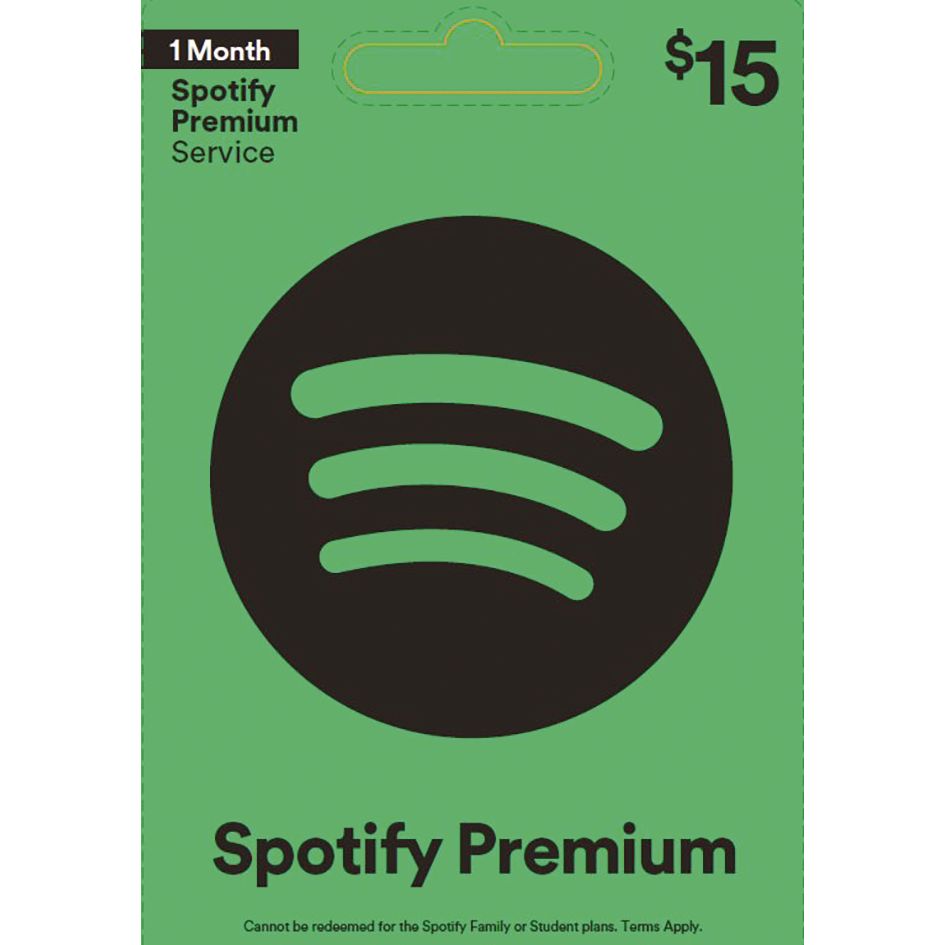 1 Month
$15
Spotify
Premium
Service
Spotify Premium
Cannot be redeemed for the Spotify Family or Student plans. Terms Apply.